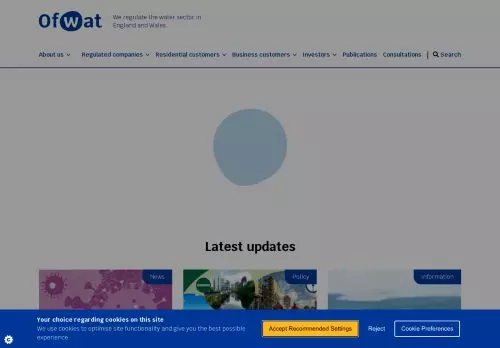 Ofwat
We regulate the water sector in
England and Wales
About us
Regulated companies
Residential customers
Business customers
Investors
Publications
Consultations
Search
Latest updates
News
Policy
Information
Your choice regarding cookies on this site
We use cookies to optimise site functionality and give you the best possible
experience.
Accept Recommended Settings
Reject
Cookie Preferences